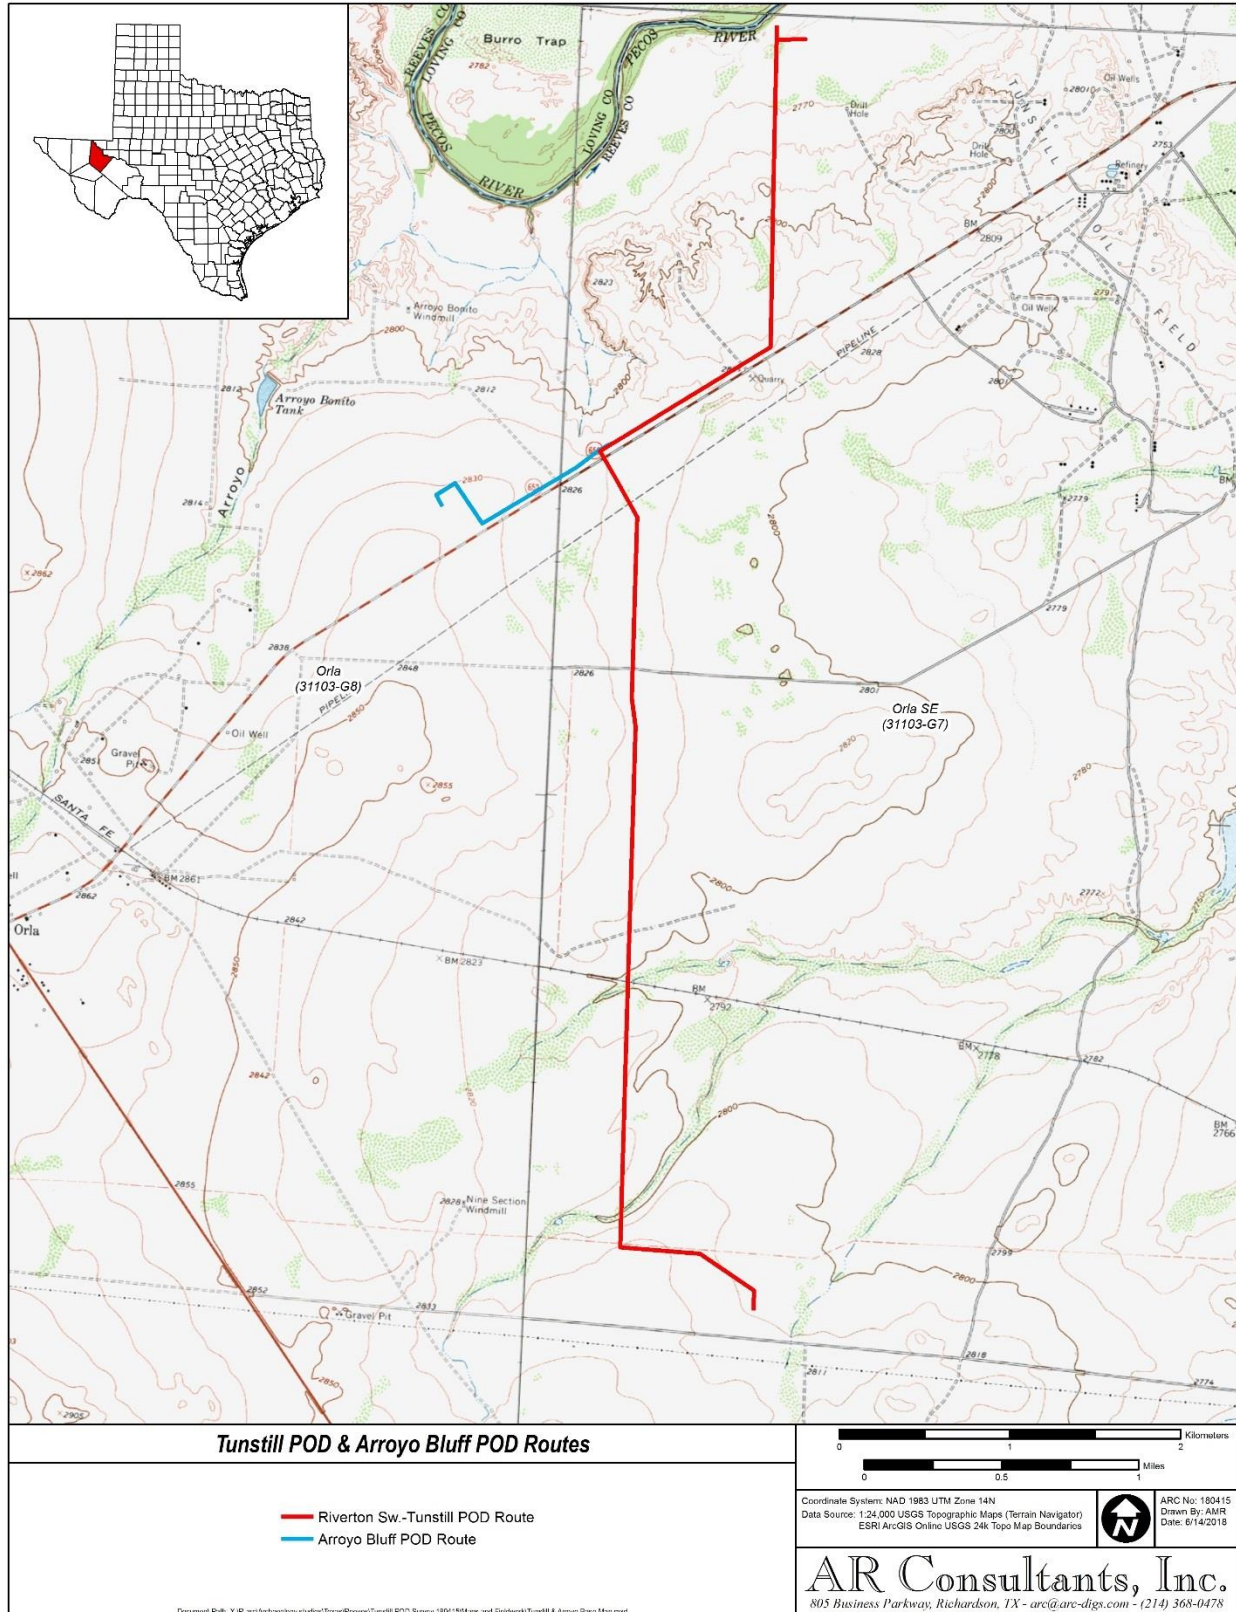 REEVES CO
LOVING CO
Burro Trap
2782
PECOS
RIVER
PECOS
RIVER
LOVING CO
REEVES CO
2770
Drill
Hole
Drill
Hole
TUNSTILL
OIL
FIELD
Oil Wells
2753
Refinery
2800
BM
2809
2823
Arroyo Bonito
Windmill
2800
2812
2812
Arroyo Bonito
Tank
Arroyo
2814
2862
2830
2826
2800
Quarry
PIPELINE
2828
Oil Wells
2801
2779
BM
2800
2779
2838
2848
2826
2801
Orla
(31103-G8)
Orla SE
(31103-G7)
2850
2820
2780
Oil Well
Gravel
Pit
2851
2855
SANTA FE
BM 2861
2862
Orla
2842
BM 2823
2850
2800
2772
2750
BM
2792
BM
2778
2782
BM
2766
2842
2820
2800
2855
2828
Nine Section
Windmill
2799
2800
2852
2833
Gravel Pit
2818
2811
2774
2850
2905
Tunstill POD & Arroyo Bluff POD Routes
Riverton Sw.-Tunstill POD Route
Arroyo Bluff POD Route
0 1 2 Kilometers
0 0.5 1 Miles
Coordinate System: NAD 1983 UTM Zone 14N
Data Source: 1:24,000 USGS Topographic Maps (Terrain Navigator)
ESRI ArcGIS Online USGS 24k Topo Map Boundaries
N
ARC No: 180415
Drawn By: AMR
Date: 6/14/2018
AR Consultants, Inc.
805 Business Parkway, Richardson, TX - arc@arc-digs.com - (214) 368-0478